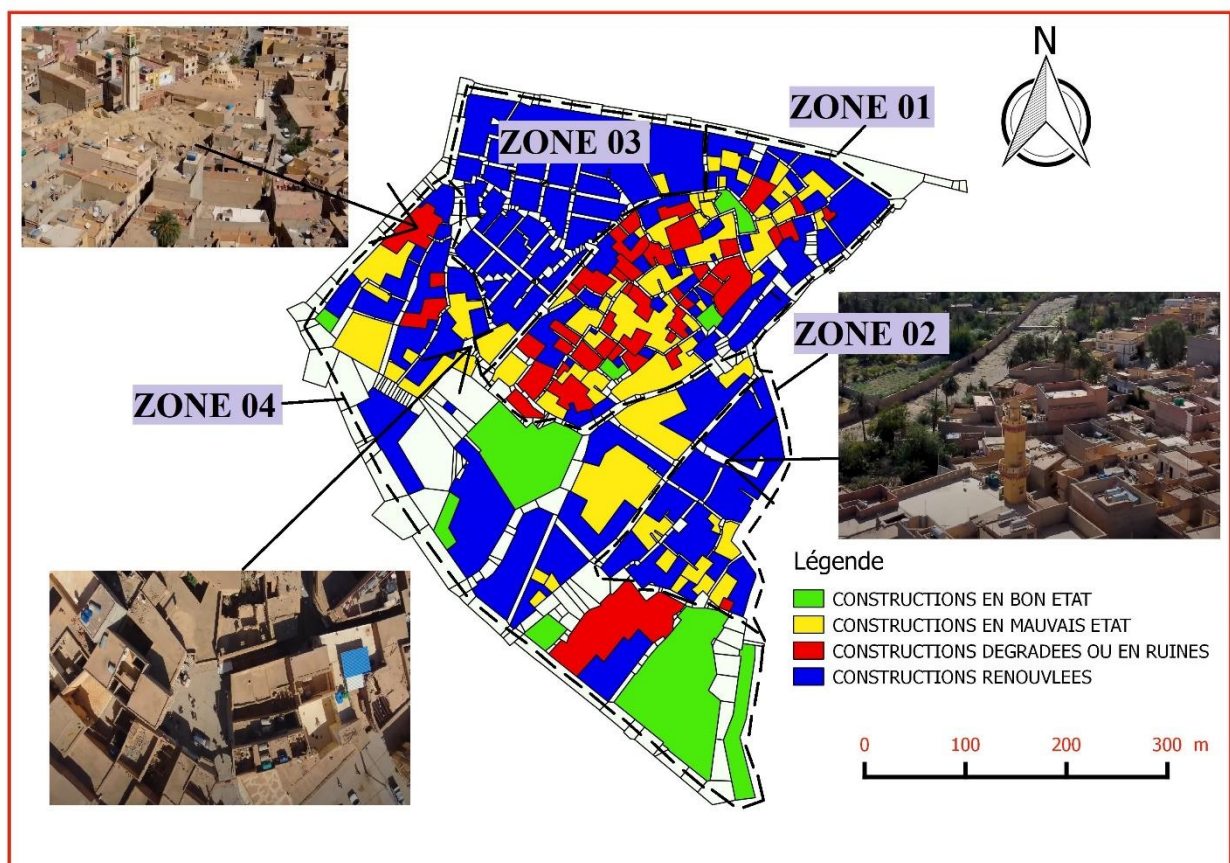 N
ZONE 01
ZONE 03
ZONE 02
ZONE 04
Légende
CONSTRUCTIONS EN BON ETAT
CONSTRUCTIONS EN MAUVAIS ETAT
CONSTRUCTIONS DEGRADEES OU EN RUINES
CONSTRUCTIONS RENOUVLEES
0 100 200 300 m